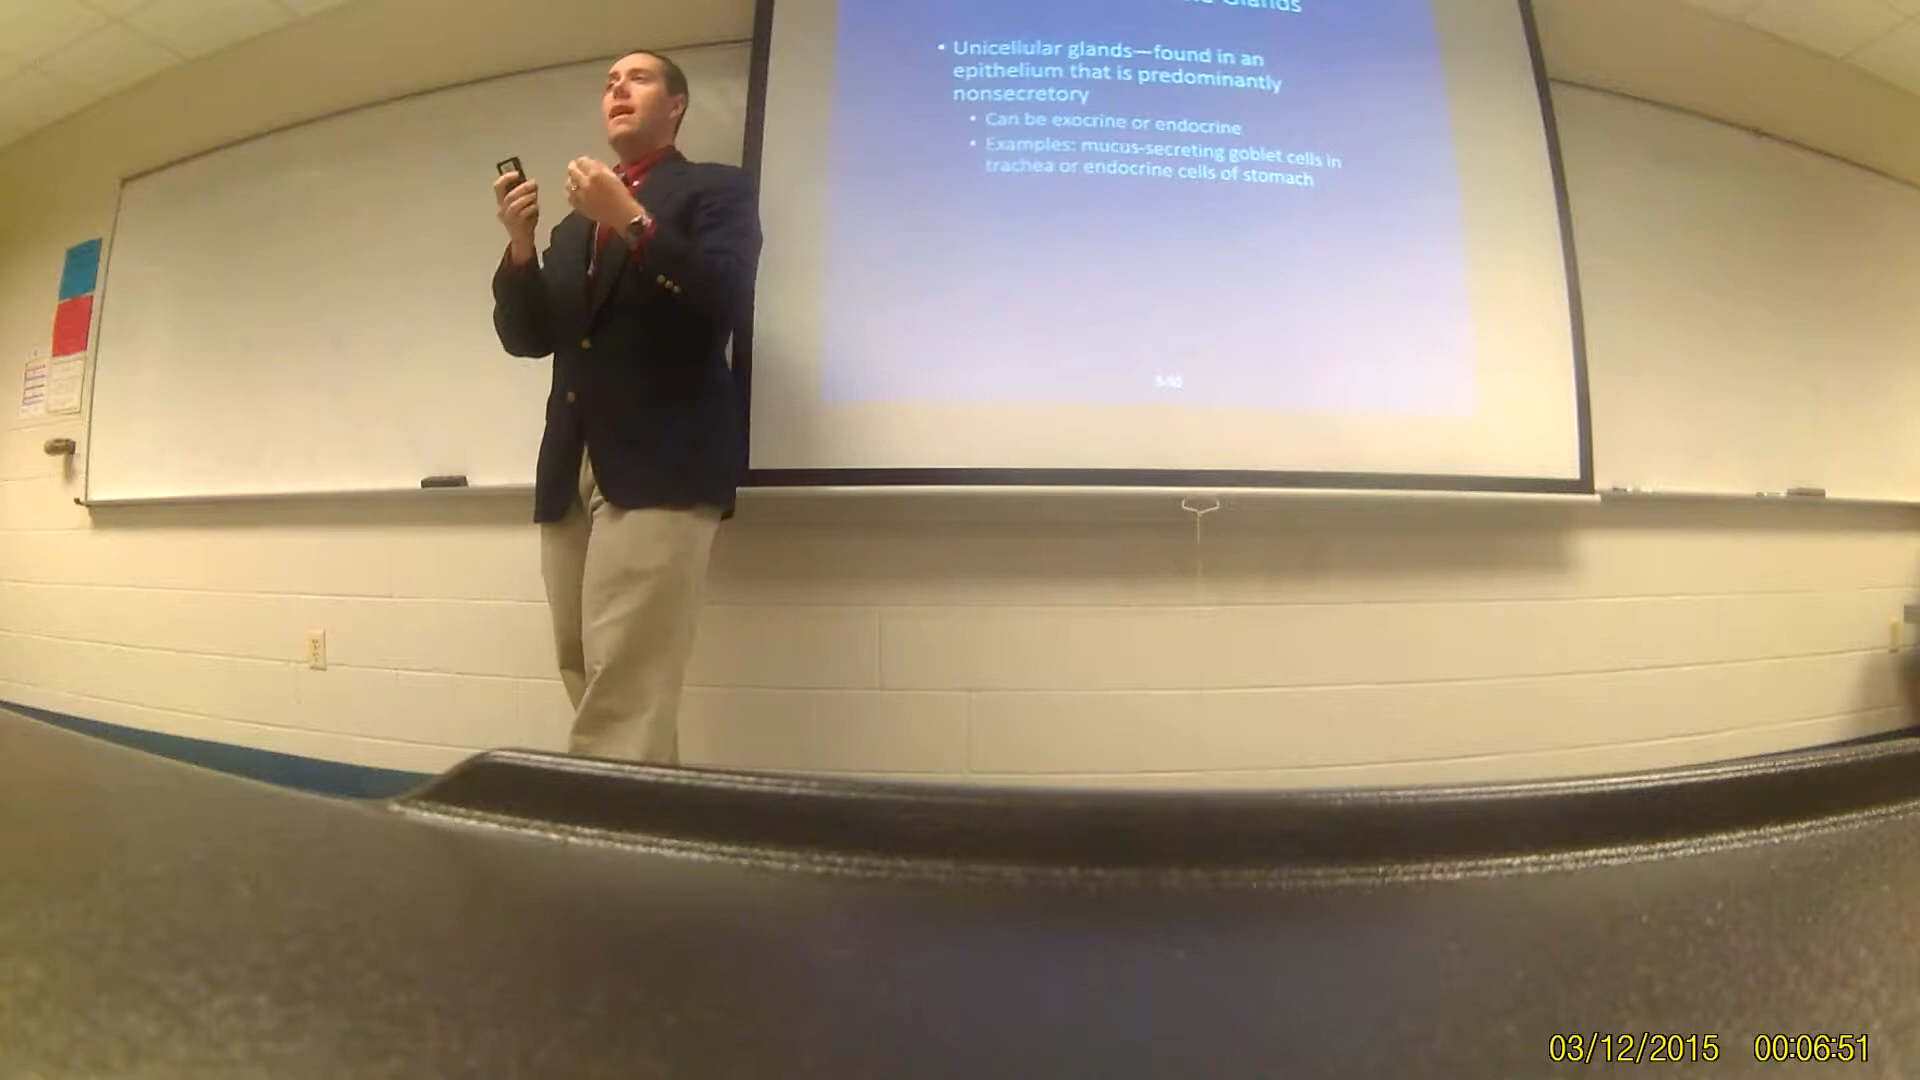 Glands
• Unicellular glands—found in an
epithelium that is predominantly
nonsecretory
• Can be exocrine or endocrine
• Examples: mucus-secreting goblet cells in
trachea or endocrine cells of stomach
03/12/2015 00:06:51